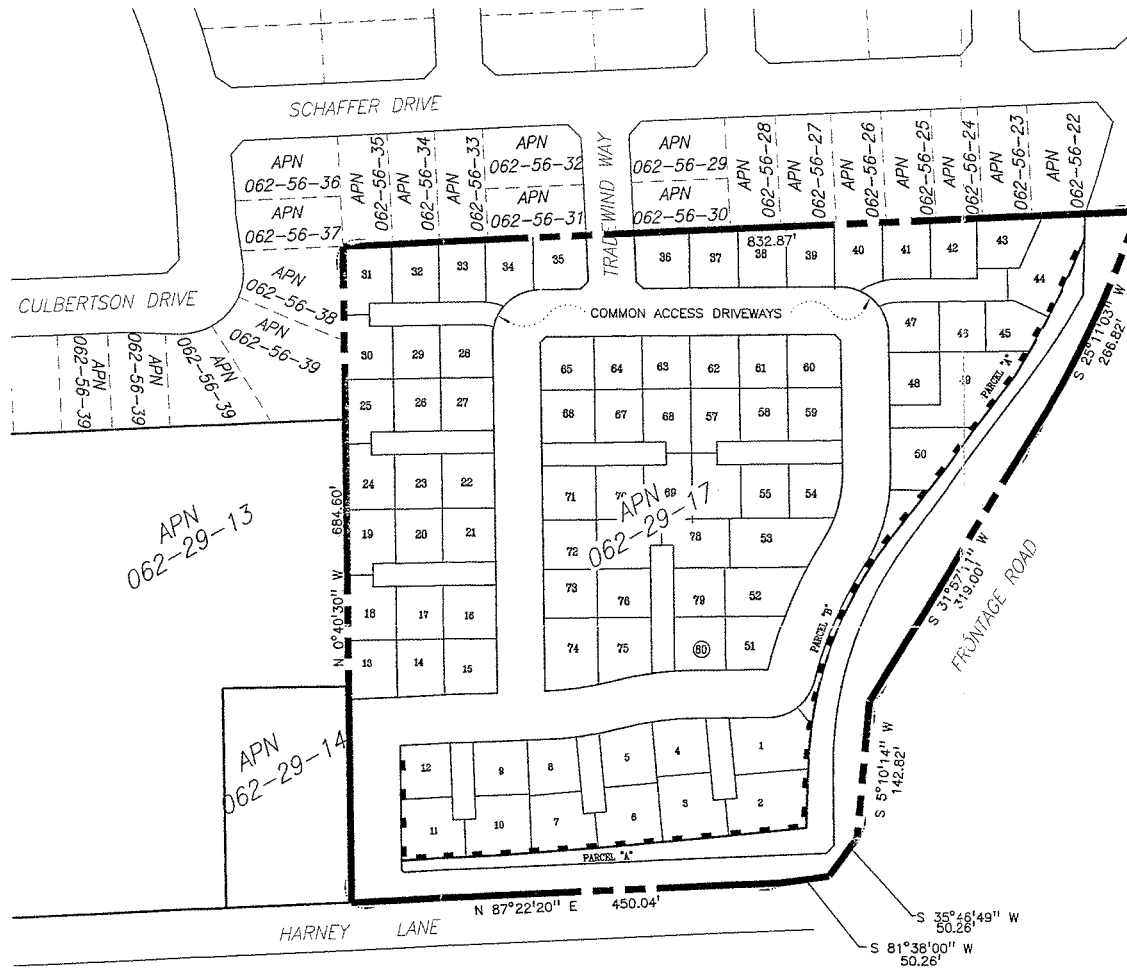 SCHAFFER DRIVE
APN
062-56-36
APN
062-56-37
APN
062-56-35
APN
062-56-34
APN
062-56-33
APN
062-56-32
APN
062-56-31
TRADEWIND WAY
APN
062-56-29
APN
062-56-30
APN
062-56-28
APN
062-56-27
APN
062-56-26
APN
062-56-25
APN
062-56-24
APN
062-56-23
APN
062-56-22
CULBERTSON DRIVE
APN
062-56-38
APN
062-56-39
APN
062-56-39
APN
062-56-39
APN
062-56-39
832.87'
31
32
33
34
35
36
37
38
39
40
41
42
43
44
COMMON ACCESS DRIVEWAYS
47
46
45
30
29
28
65
64
63
62
61
60
48
49
PARCEL "A"
S 25°11'03" W
266.82'
25
26
27
68
67
68
57
58
59
50
24
23
22
71
70
69
55
54
APN
062-29-17
APN
062-29-13
684.60'
N 0°40'30" W
19
20
21
72
78
53
18
17
16
73
76
79
52
13
14
15
74
75
80
51
PARCEL "B"
S 31°57'11" W
319.00'
FRONTAGE ROAD
APN
062-29-14
12
9
8
5
4
1
11
10
7
6
3
2
PARCEL "A"
S 5°10'14" W
142.82'
N 87°22'20" E 450.04'
HARNEY LANE
S 35°46'49" W
50.26'
S 81°38'00" W
50.26'